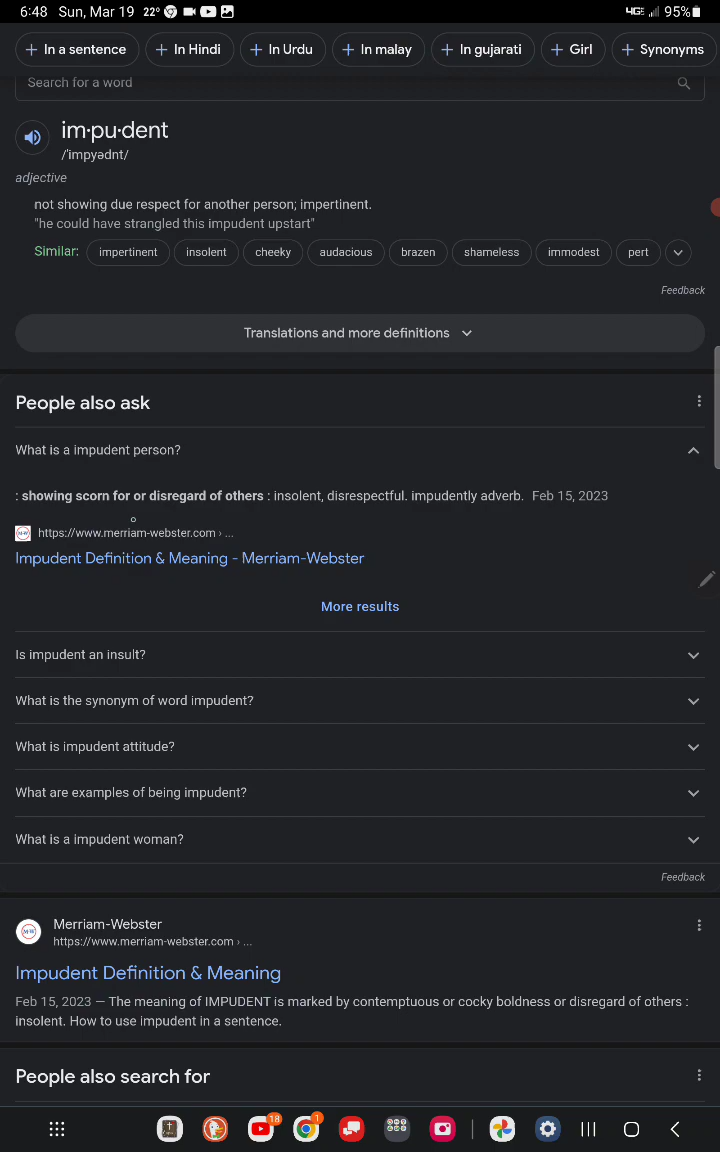 6:48 Sun, Mar 19 22° 4GE 95%
+ In a sentence + In Hindi + In Urdu + In malay + In gujarati + Girl + Synonyms
Search for a word
im·pu·dent
/ˈimpyədnt/
adjective
not showing due respect for another person; impertinent.
"he could have strangled this impudent upstart"
Similar: impertinent insolent cheeky audacious brazen shameless immodest pert
Feedback
Translations and more definitions
People also ask
What is a impudent person?
: showing scorn for or disregard of others : insolent, disrespectful. impudently adverb. Feb 15, 2023
https://www.merriam-webster.com › ...
Impudent Definition & Meaning - Merriam-Webster
More results
Is impudent an insult?
What is the synonym of word impudent?
What is impudent attitude?
What are examples of being impudent?
What is a impudent woman?
Feedback
Merriam-Webster
https://www.merriam-webster.com › ...
Impudent Definition & Meaning
Feb 15, 2023 — The meaning of IMPUDENT is marked by contemptuous or cocky boldness or disregard of others :
insolent. How to use impudent in a sentence.
People also search for
18 1